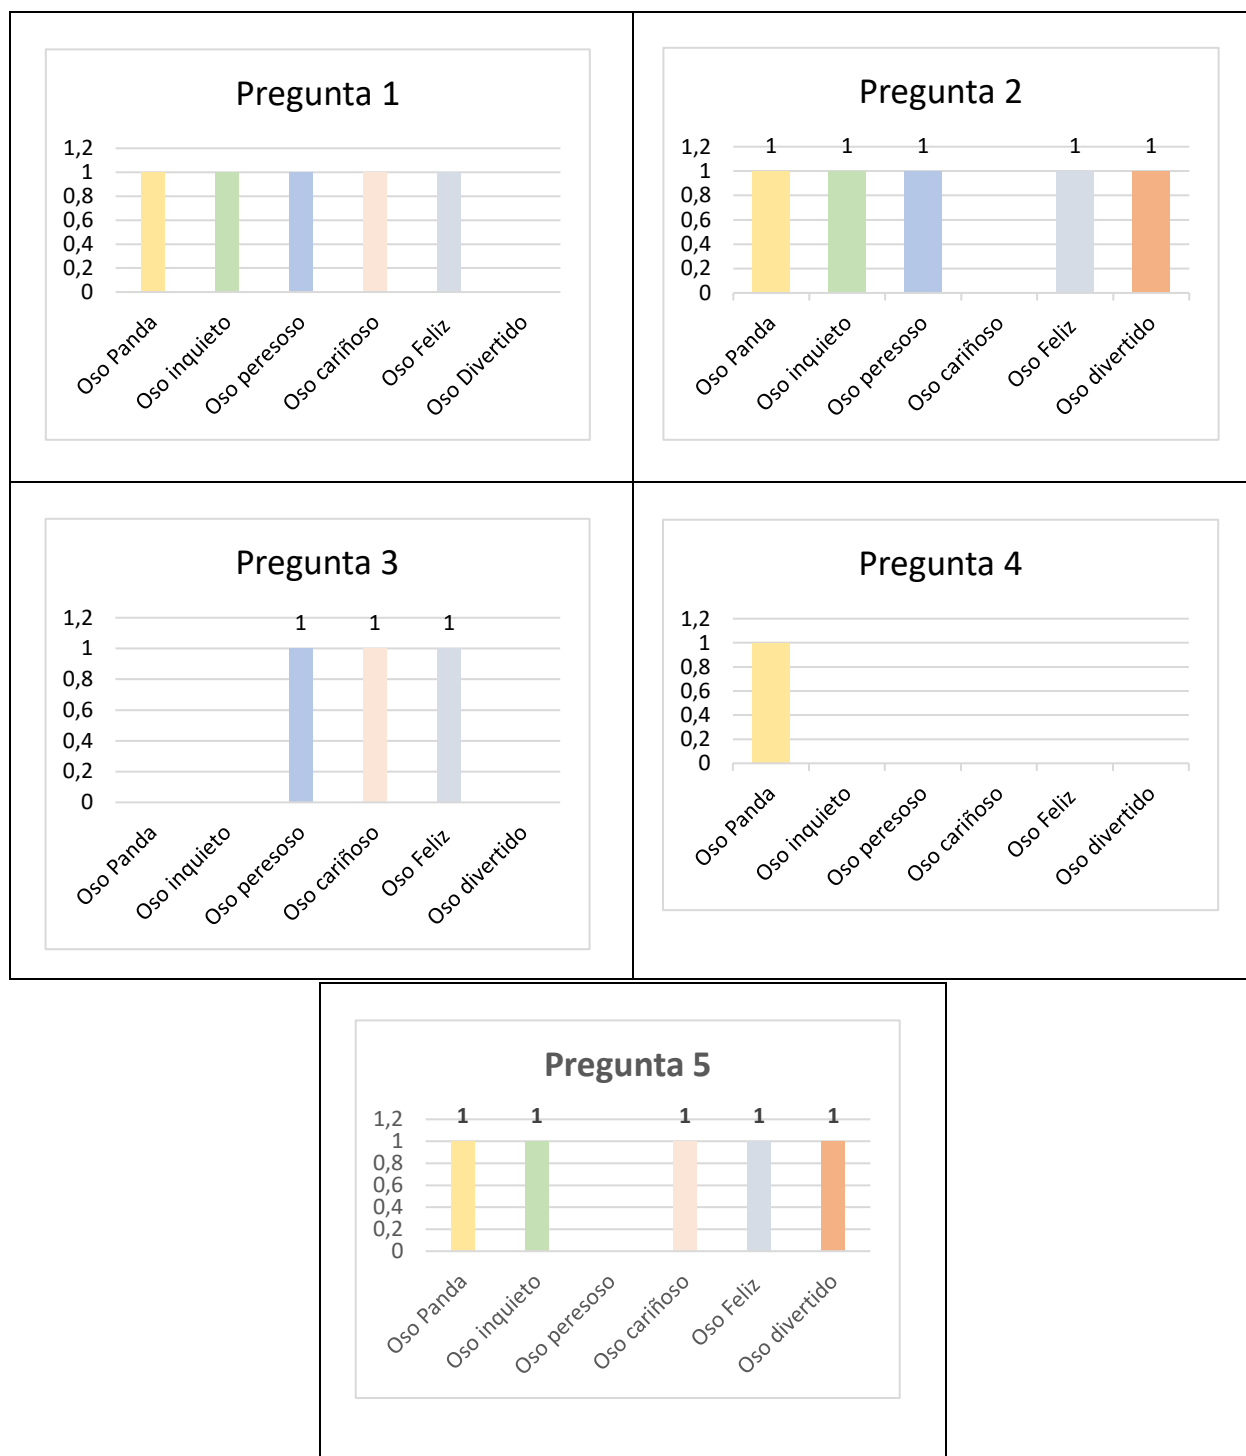 Pregunta 1
1,2
1
0,8
0,6
0,4
0,2
0
Oso Panda
Oso inquieto
Oso peresoso
Oso cariñoso
Oso Feliz
Oso Divertido
Pregunta 2
1 1 1 1 1
1,2
1
0,8
0,6
0,4
0,2
0
Oso Panda
Oso inquieto
Oso peresoso
Oso cariñoso
Oso Feliz
Oso divertido
Pregunta 3
1 1 1
1,2
1
0,8
0,6
0,4
0,2
0
Oso Panda
Oso inquieto
Oso peresoso
Oso cariñoso
Oso Feliz
Oso divertido
Pregunta 4
1,2
1
0,8
0,6
0,4
0,2
0
Oso Panda
Oso inquieto
Oso peresoso
Oso cariñoso
Oso Feliz
Oso divertido
Pregunta 5
1 1 1 1 1
1,2
1
0,8
0,6
0,4
0,2
0
Oso Panda
Oso inquieto
Oso peresoso
Oso cariñoso
Oso Feliz
Oso divertido